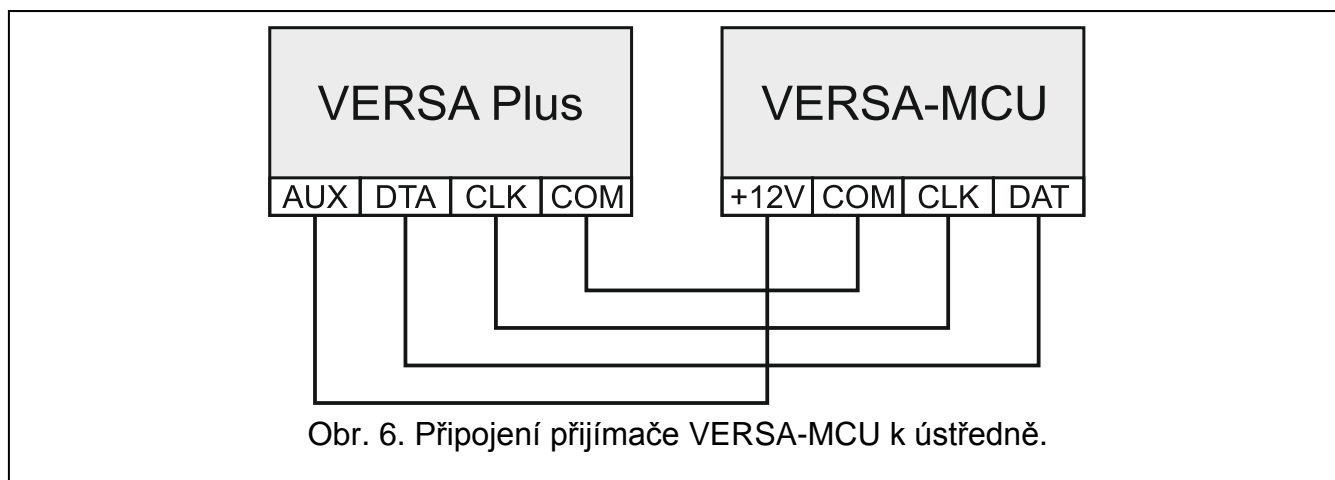 VERSA Plus
VERSA-MCU
AUX DTA CLK COM
+12V COM CLK DAT
Obr. 6. Připojení přijímače VERSA-MCU k ústředně.